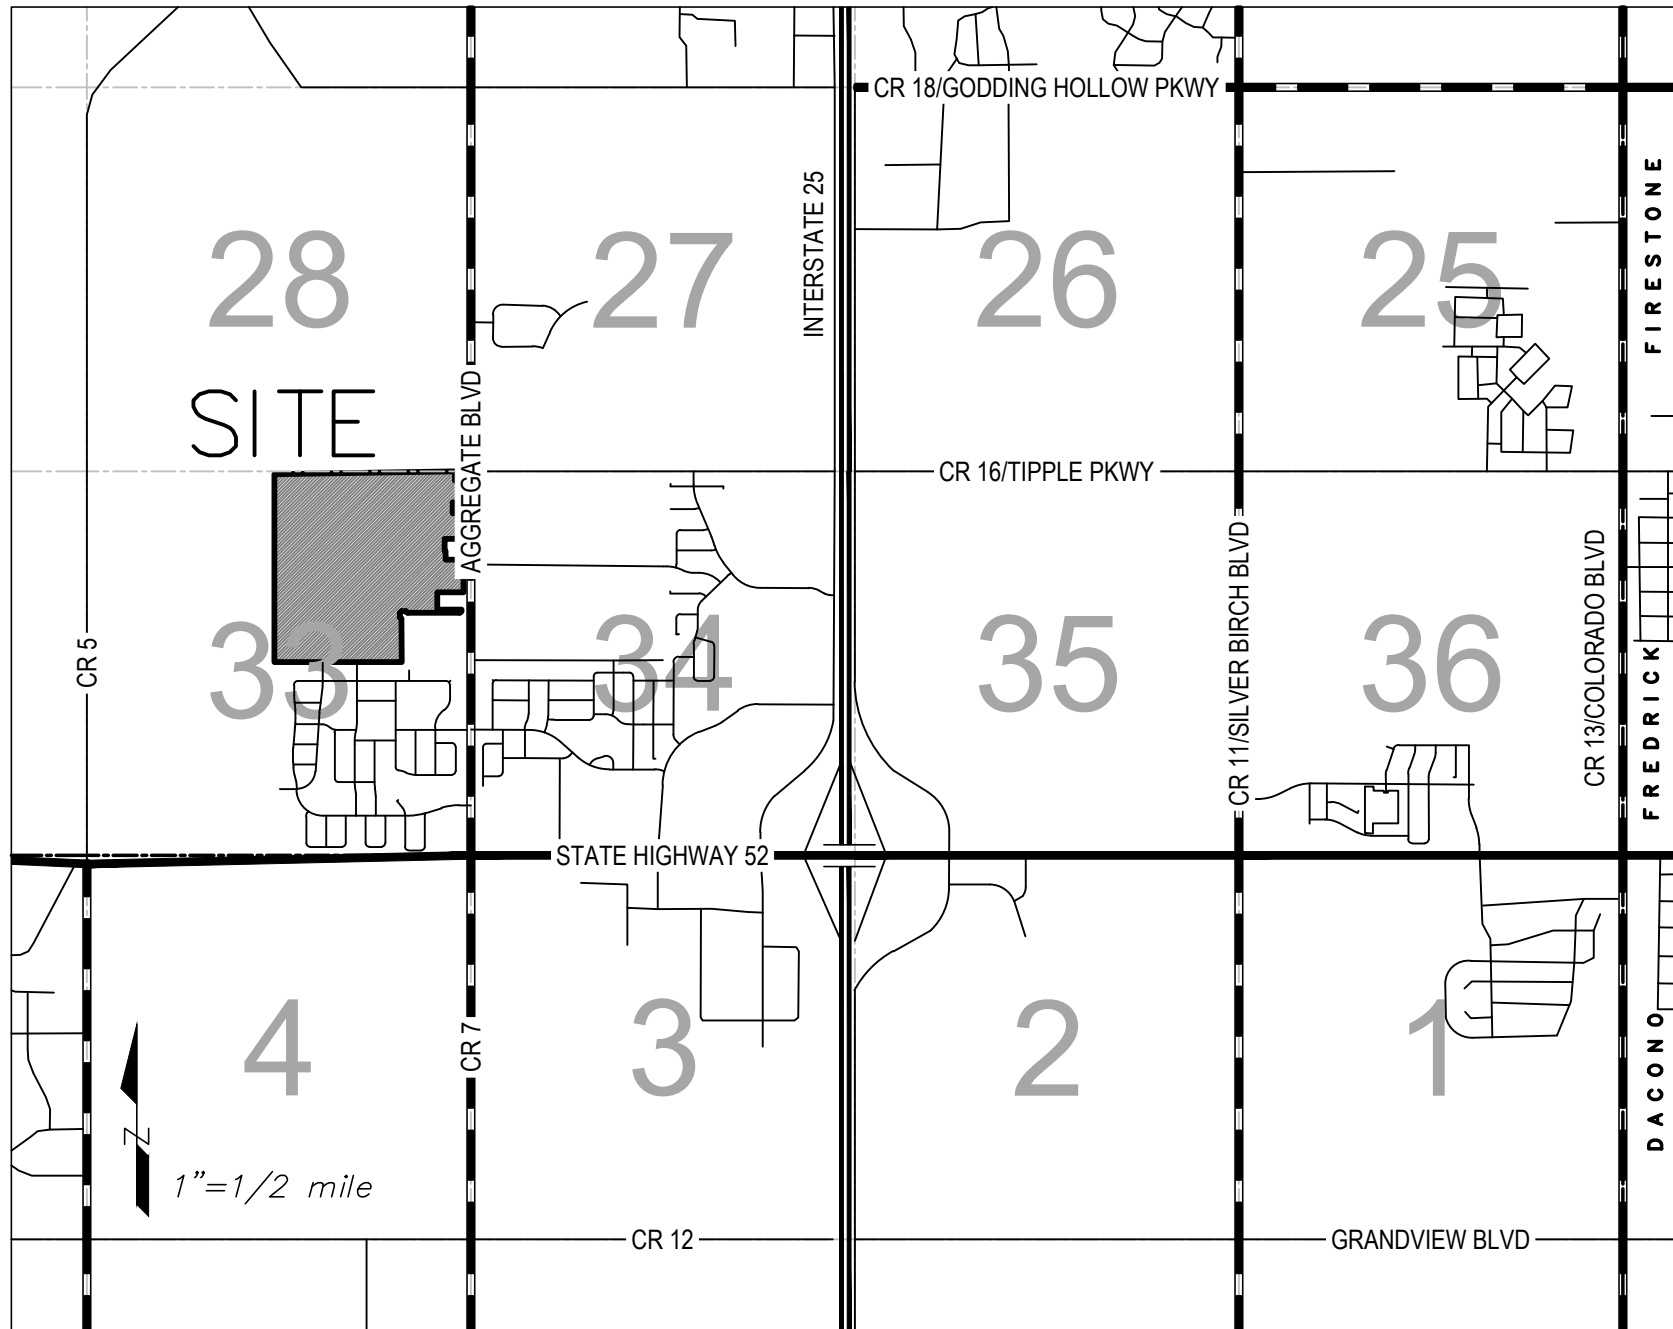 CR 18/GODDING HOLLOW PKWY
INTERSTATE 25
FIRESTONE
28
27
26
25
SITE
AGGREGATE BLVD
CR 16/TIPPLE PKWY
CR 5
33
34
35
36
CR 11/SILVER BIRCH BLVD
CR 13/COLORADO BLVD
FREDRICK
STATE HIGHWAY 52
4
3
2
1
CR 7
DACONO
N
1"=1/2 mile
CR 12
GRANDVIEW BLVD